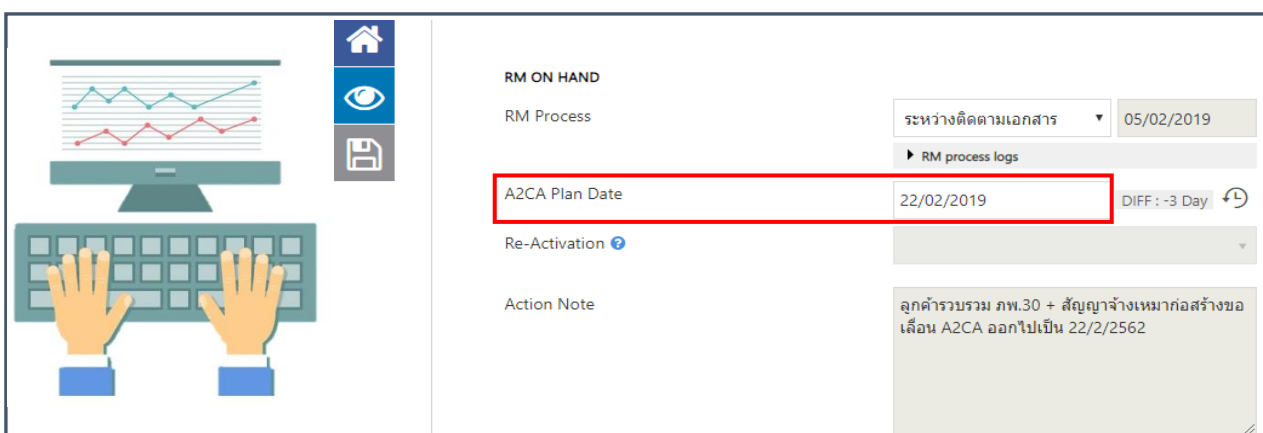 RM ON HAND
RM Process
ระหว่างติดตามเอกสาร 05/02/2019
RM process logs
A2CA Plan Date 22/02/2019 DIFF : -3 Day
Re-Activation ?
Action Note
ลูกค้ารวบรวม ภพ.30 + สัญญาจ้างเหมาก่อสร้างขอ
เลื่อน A2CA ออกไปเป็น 22/2/2562